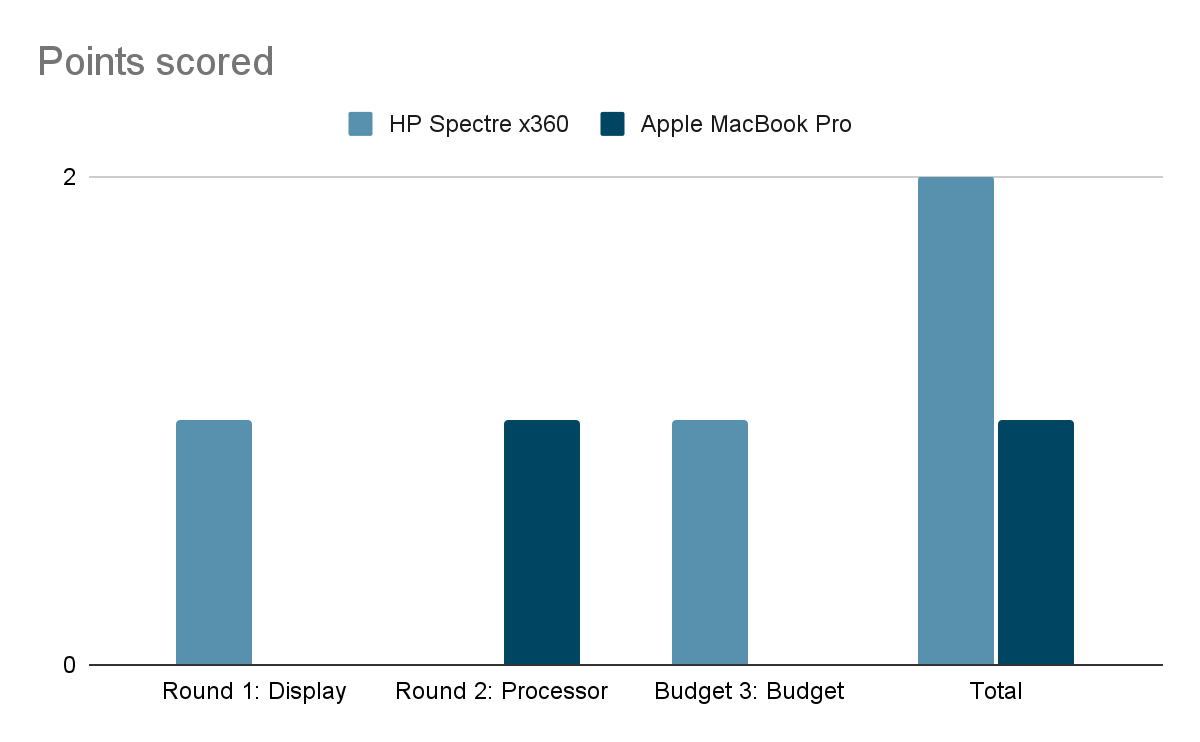 Points scored
HP Spectre x360 Apple MacBook Pro
2
0
Round 1: Display Round 2: Processor Budget 3: Budget Total